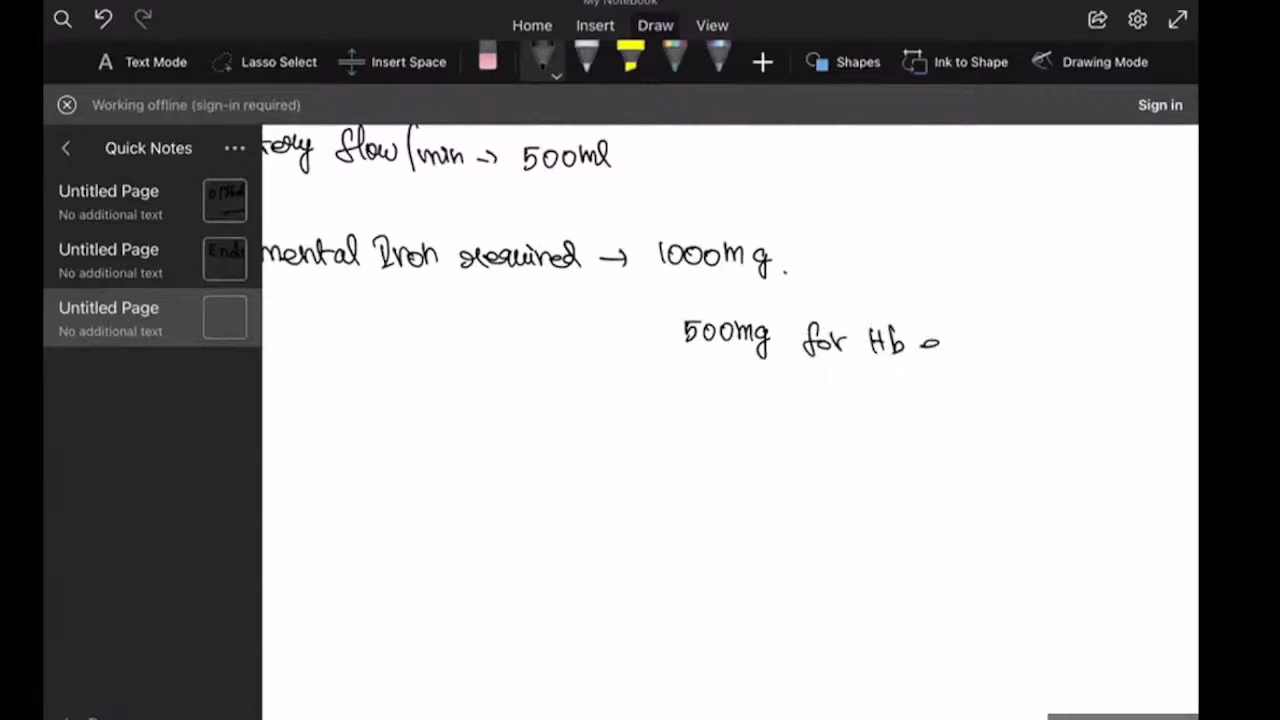 My Notebook
Home Insert Draw View
Text Mode Lasso Select Insert Space Shapes Ink to Shape Drawing Mode
Working offline (sign-in required) Sign in
Quick Notes
Untitled Page
No additional text
Untitled Page
No additional text
Untitled Page
No additional text
tery flow/min → 500ml
mental Iron required → 1000mg.
500mg for Hb